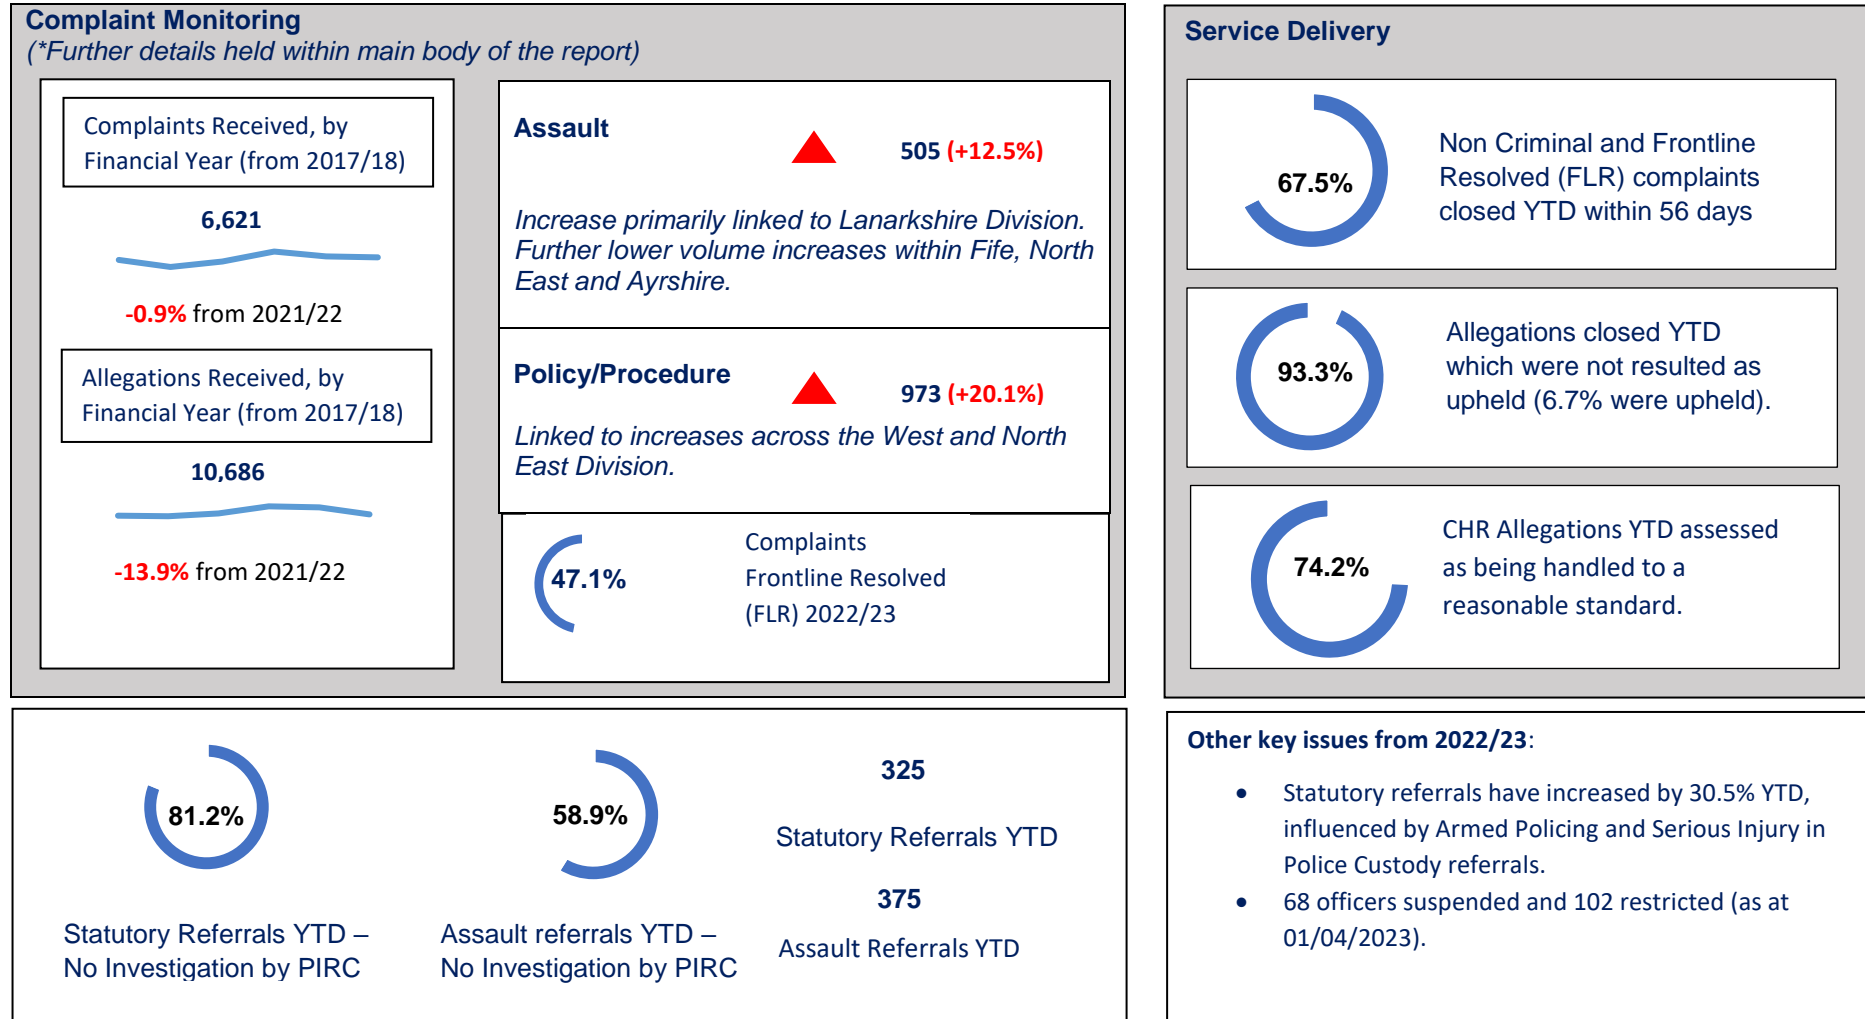 Complaint Monitoring
(*Further details held within main body of the report)
Complaints Received, by
Financial Year (from 2017/18)
6,621
-0.9% from 2021/22
Allegations Received, by
Financial Year (from 2017/18)
10,686
-13.9% from 2021/22
Assault
505 (+12.5%)
Increase primarily linked to Lanarkshire Division.
Further lower volume increases within Fife, North
East and Ayrshire.
Policy/Procedure
973 (+20.1%)
Linked to increases across the West and North
East Division.
47.1%
Complaints
Frontline Resolved
(FLR) 2022/23
Service Delivery
67.5%
Non Criminal and Frontline
Resolved (FLR) complaints
closed YTD within 56 days
93.3%
Allegations closed YTD
which were not resulted as
upheld (6.7% were upheld).
74.2%
CHR Allegations YTD assessed
as being handled to a
reasonable standard.
81.2%
Statutory Referrals YTD –
No Investigation by PIRC
58.9%
Assault referrals YTD –
No Investigation by PIRC
325
Statutory Referrals YTD
375
Assault Referrals YTD
Other key issues from 2022/23:
• Statutory referrals have increased by 30.5% YTD,
influenced by Armed Policing and Serious Injury in
Police Custody referrals.
• 68 officers suspended and 102 restricted (as at
01/04/2023).